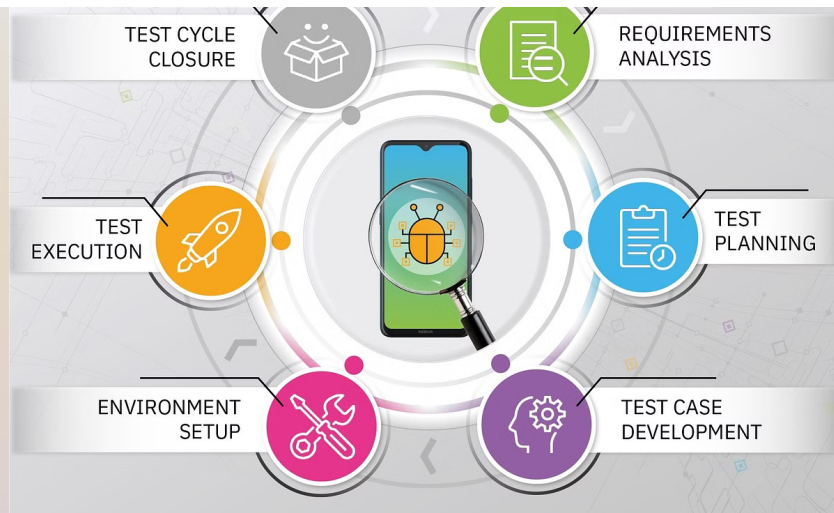 TEST CYCLE
CLOSURE
REQUIREMENTS
ANALYSIS
TEST
EXECUTION
TEST
PLANNING
ENVIRONMENT
SETUP
TEST CASE
DEVELOPMENT